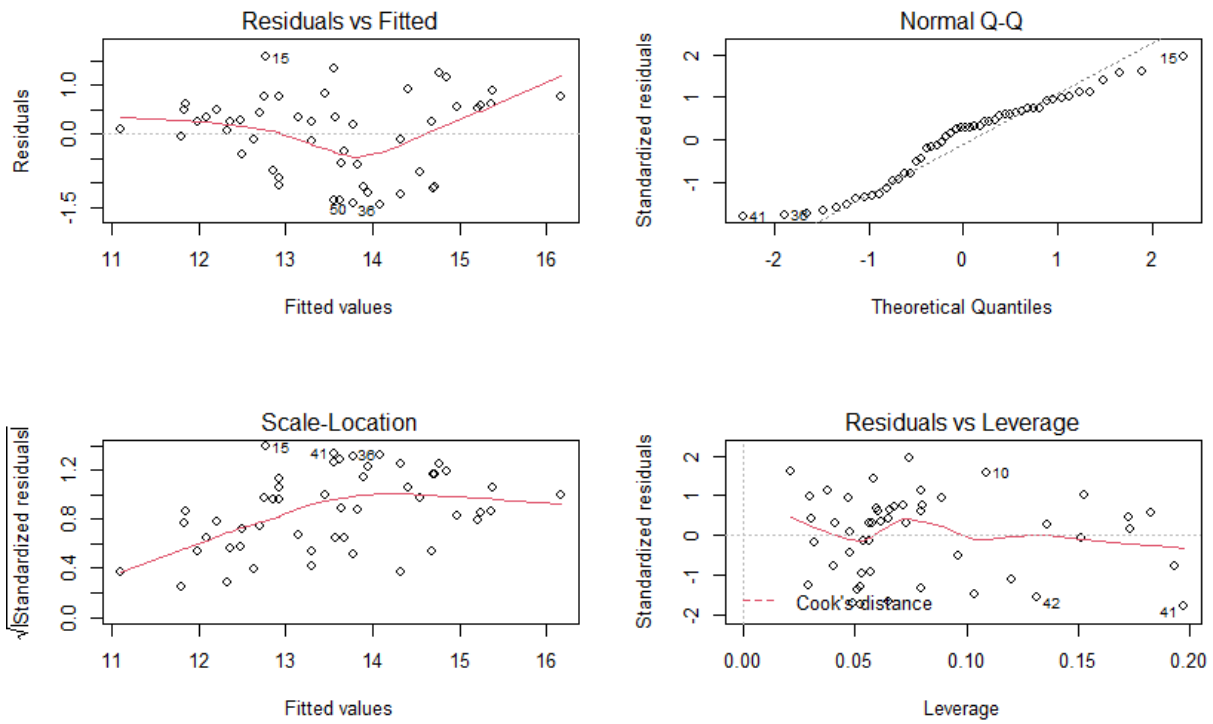 Residuals vs Fitted
Residuals
-1.5 0.0 1.0
15
50 36
11 12 13 14 15 16
Fitted values
Normal Q-Q
Standardized residuals
-1 0 1 2
15
41 36
-2 -1 0 1 2
Theoretical Quantiles
Scale-Location
√|Standardized residuals|
0.0 0.4 0.8 1.2
15 41 36
11 12 13 14 15 16
Fitted values
Residuals vs Leverage
Standardized residuals
-2 -1 0 1 2
10
Cook's distance
42
41
0.00 0.05 0.10 0.15 0.20
Leverage